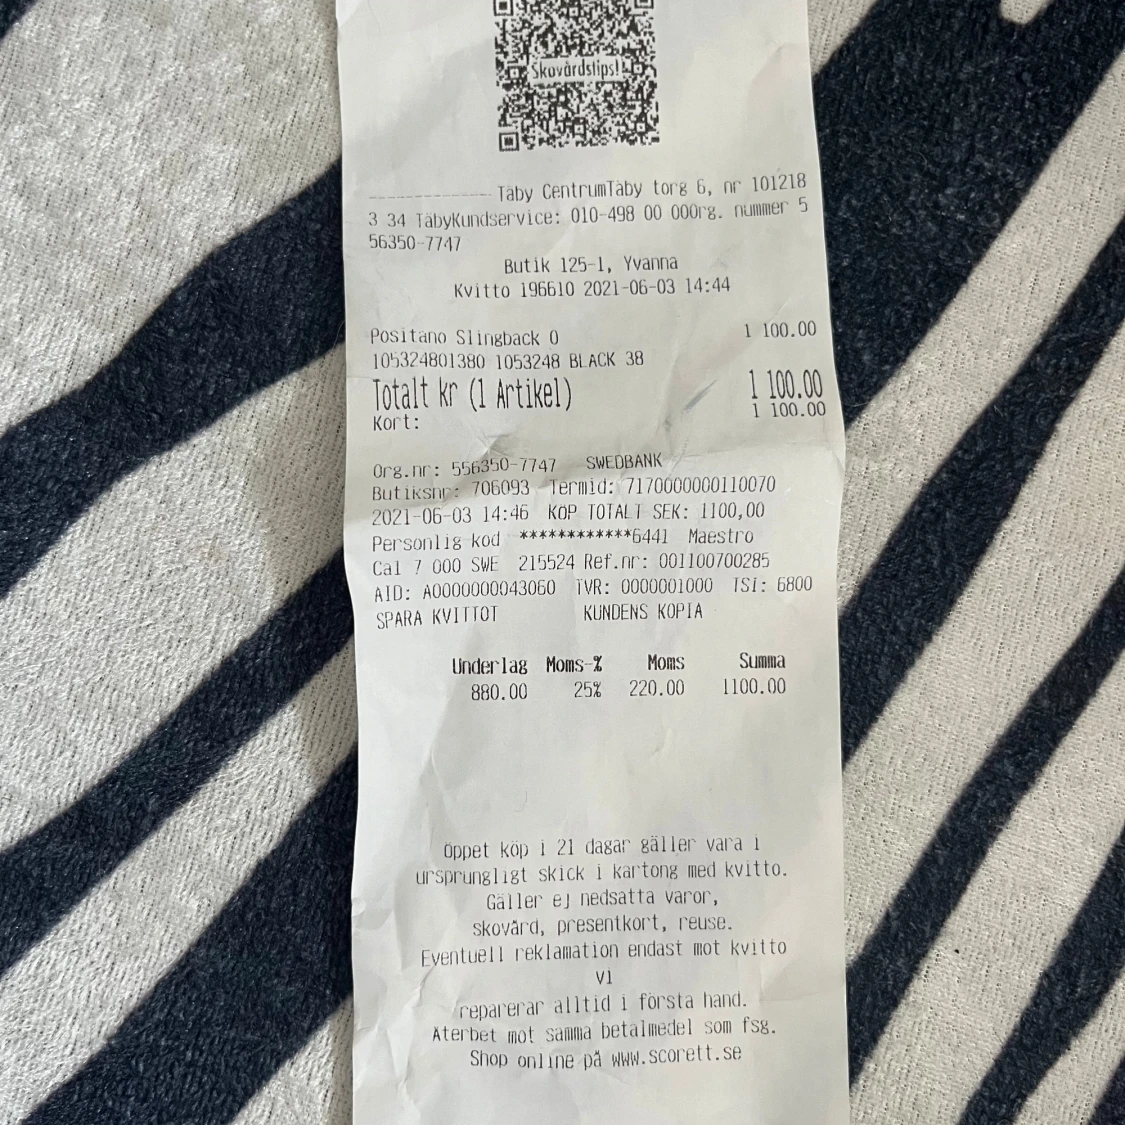 Skovårdstips!
Täby CentrumTäby torg 6, nr 101218
3 34 TäbyKundservice: 010-498 00 00Org. nummer 5
56350-7747
Butik 125-1, Yvanna
Kvitto 196610 2021-06-03 14:44
Positano Slingback 0 1 100.00
105324801380 1053248 BLACK 38
Totalt kr (1 Artikel) 1 100.00
Kort: 1 100.00
Org.nr: 556350-7747 SWEDBANK
Butiksnr: 706093 Termid: 7170000000110070
2021-06-03 14:46 KÖP TOTALT SEK: 1100,00
Personlig kod ************6441 Maestro
Ca1 7 000 SWE 215524 Ref.nr: 001100700285
AID: A0000000043060 TVR: 0000001000 TSI: 6800
SPARA KVITTOT KUNDENS KOPIA
Underlag Moms-% Moms Summa
880.00 25% 220.00 1100.00
Öppet köp i 21 dagar gäller vara i
ursprungligt skick i kartong med kvitto.
Gäller ej nedsatta varor,
skovård, presentkort, reuse.
Eventuell reklamation endast mot kvitto
vi
reparerar alltid i första hand.
Återbet mot samma betalmedel som fsg.
Shop online på www.scorett.se